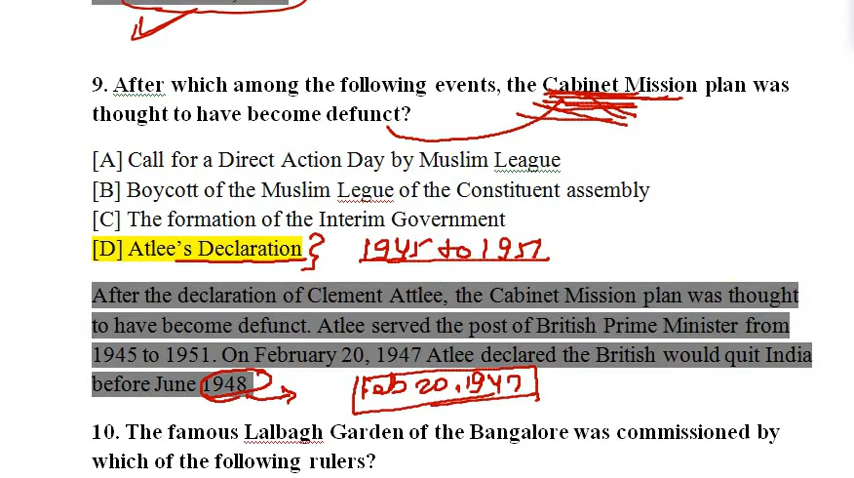 9. After which among the following events, the Cabinet Mission plan was
thought to have become defunct?
[A] Call for a Direct Action Day by Muslim League
[B] Boycott of the Muslim Legue of the Constituent assembly
[C] The formation of the Interim Government
[D] Atlee's Declaration 1945 to 1951
After the declaration of Clement Attlee, the Cabinet Mission plan was thought
to have become defunct. Atlee served the post of British Prime Minister from
1945 to 1951. On February 20, 1947 Atlee declared the British would quit India
before June 1948 Feb 20, 1947
10. The famous Lalbagh Garden of the Bangalore was commissioned by
which of the following rulers?